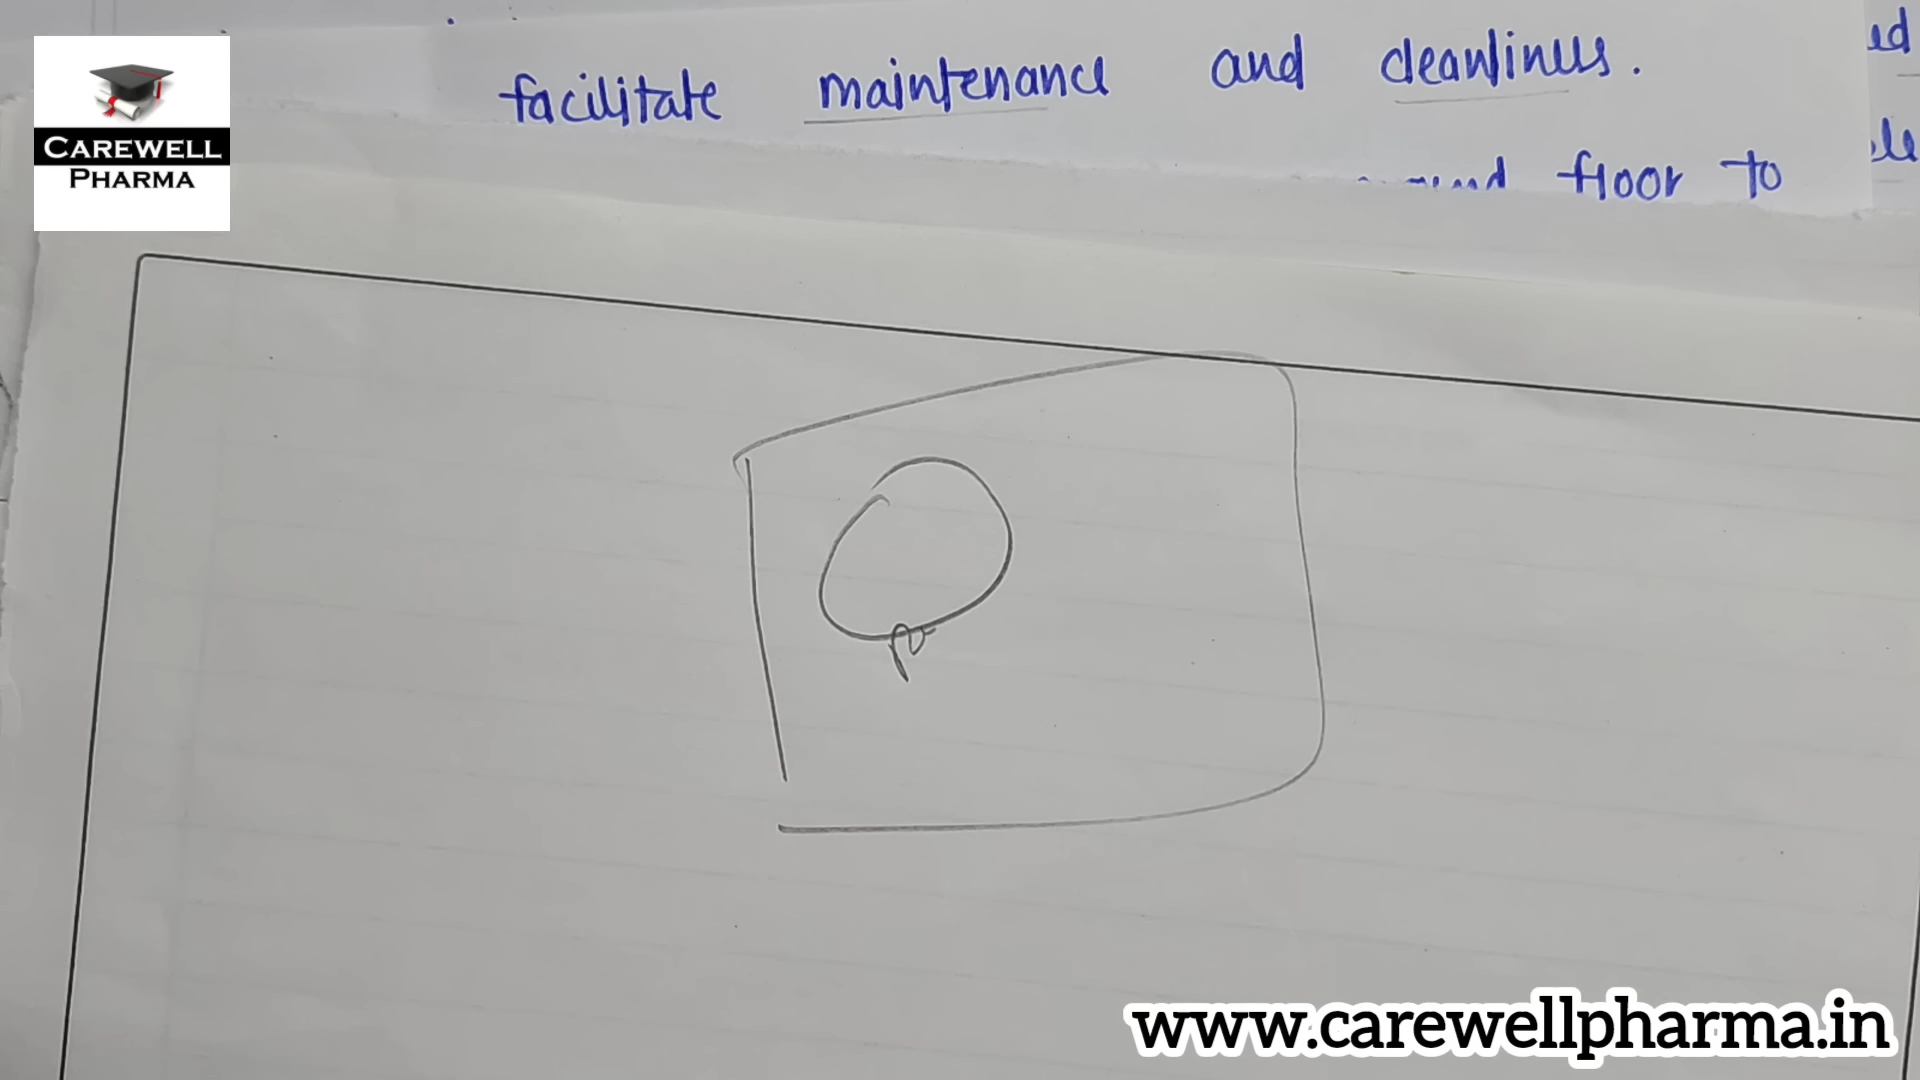 facilitate maintenance and cleanliness.
floor to
CAREWELL
PHARMA
www.carewellpharma.in